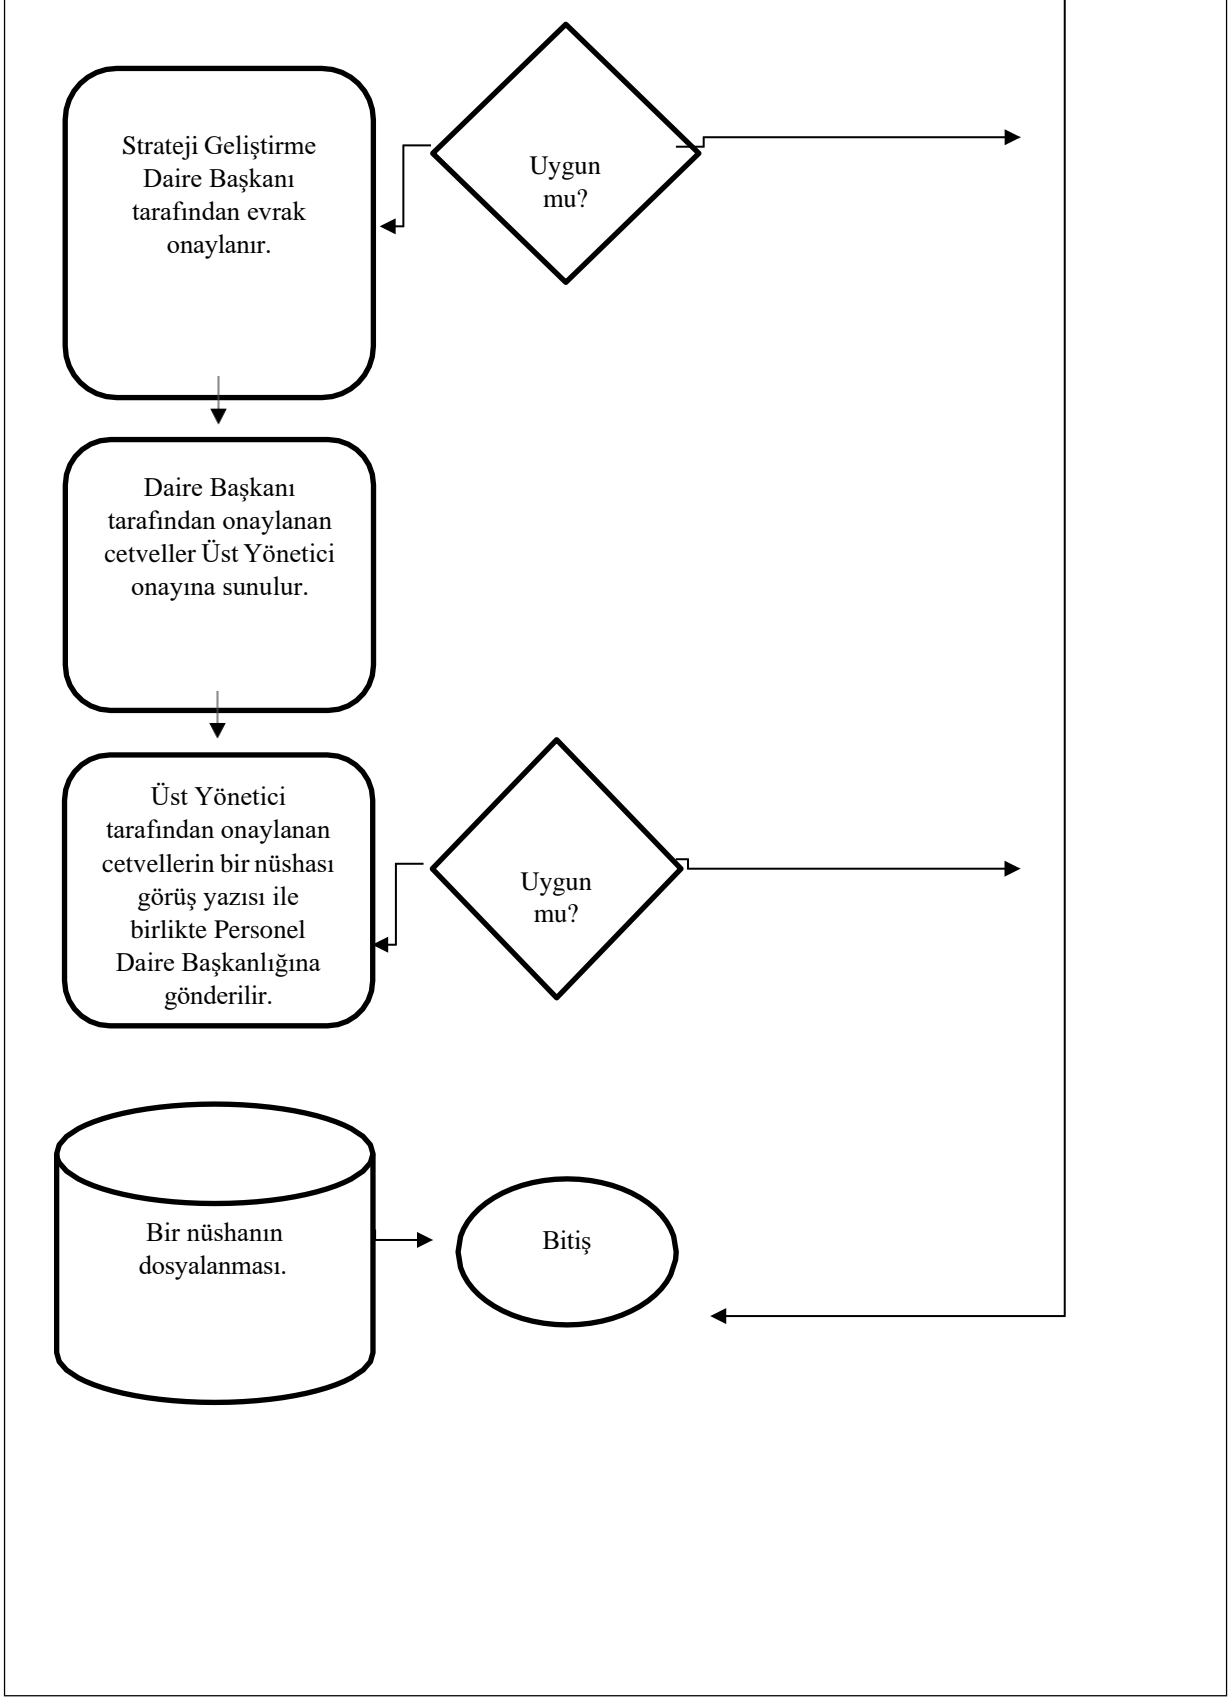 Strateji Geliştirme
Daire Başkanı
tarafından evrak
onaylanır.
Uygun
mu?
Daire Başkanı
tarafından onaylanan
cetveller Üst Yönetici
onayına sunulur.
Üst Yönetici
tarafından onaylanan
cetvellerin bir nüshası
görüş yazısı ile
birlikte Personel
Daire Başkanlığına
gönderilir.
Uygun
mu?
Bir nüshanın
dosyalanması.
Bitiş